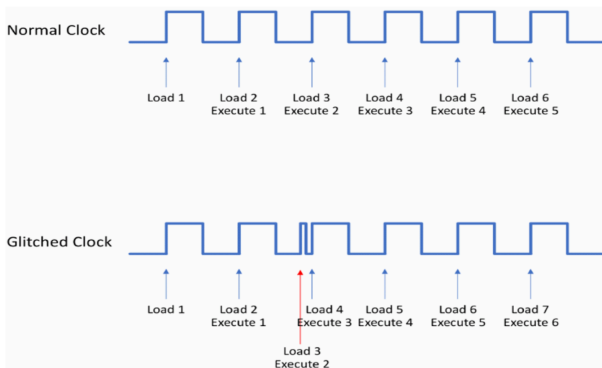 Normal Clock
Load 1
Load 2
Execute 1
Load 3
Execute 2
Load 4
Execute 3
Load 5
Execute 4
Load 6
Execute 5
Glitched Clock
Load 1
Load 2
Execute 1
Load 3
Execute 2
Load 4
Execute 3
Load 5
Execute 4
Load 6
Execute 5
Load 7
Execute 6